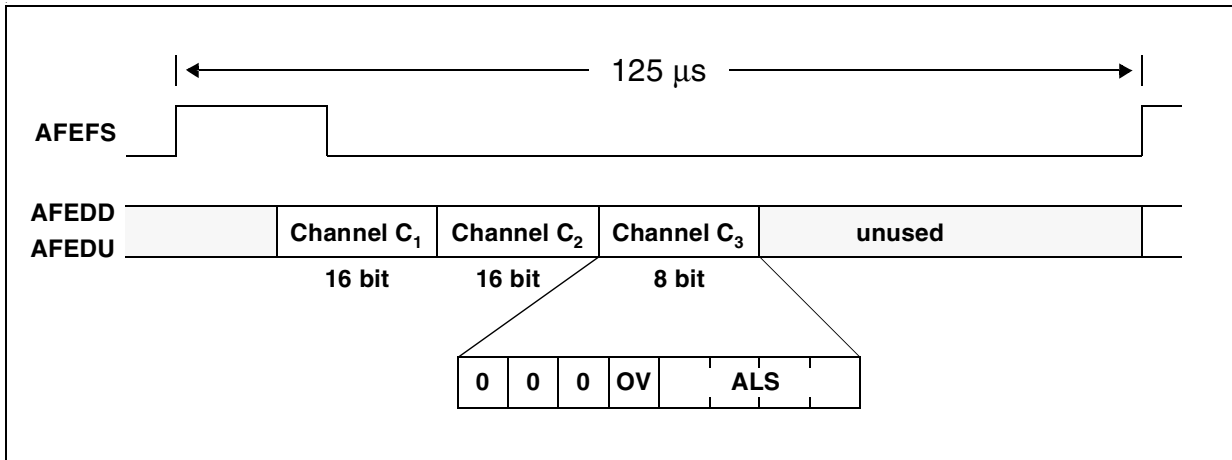 125 μs
AFEFS
AFEDD
AFEDU
Channel C₁ Channel C₂ Channel C₃ unused
16 bit 16 bit 8 bit
0 0 0 OV ALS